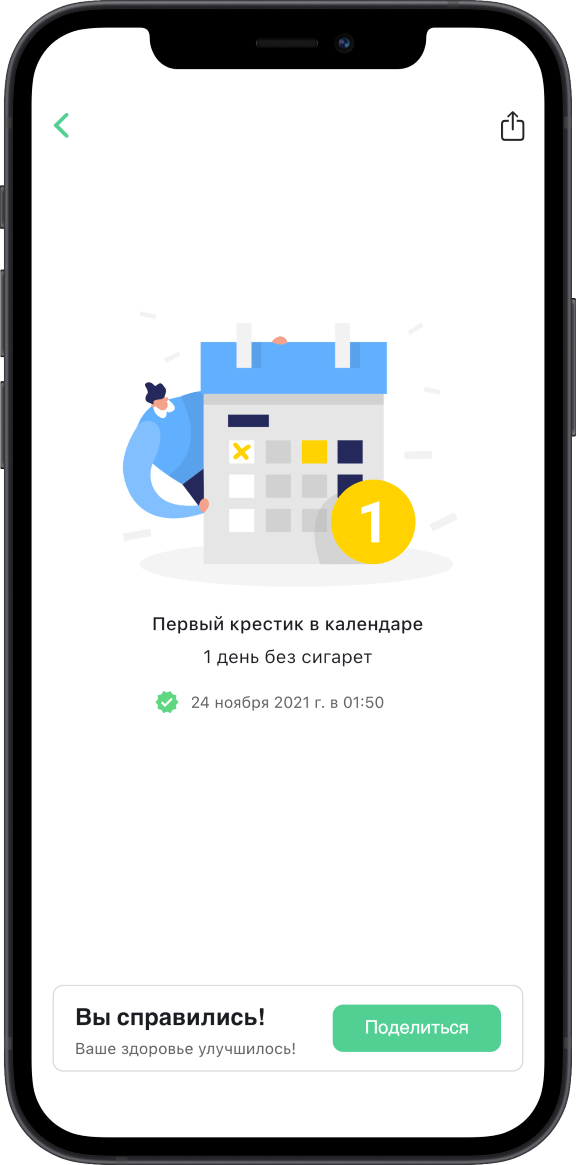 1
Первый крестик в календаре
1 день без сигарет
24 ноября 2021 г. в 01:50
Вы справились!
Ваше здоровье улучшилось!
Поделиться